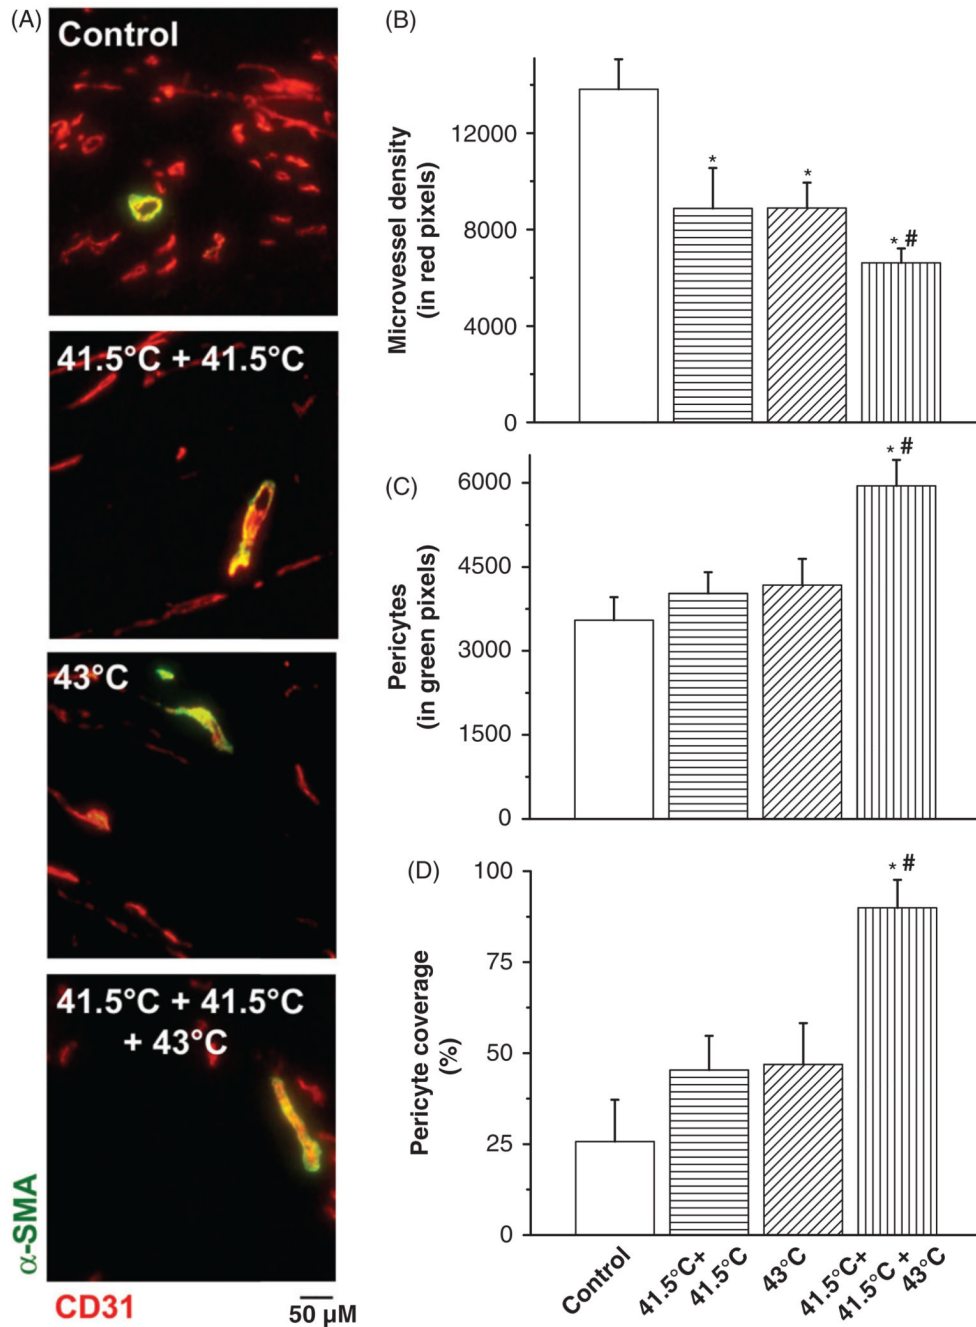 (A)
Control
41.5°C + 41.5°C
43°C
41.5°C + 41.5°C
+ 43°C
α-SMA
CD31
50 µM
(B)
Microvessel density
(in red pixels)
12000
8000
4000
0
*
*
* #
(C)
Pericytes
(in green pixels)
6000
4500
3000
1500
0
* #
(D)
Pericyte coverage
(%)
100
75
50
25
0
* #
Control
41.5°C+
41.5°C
43°C
41.5°C+
41.5°C +
43°C